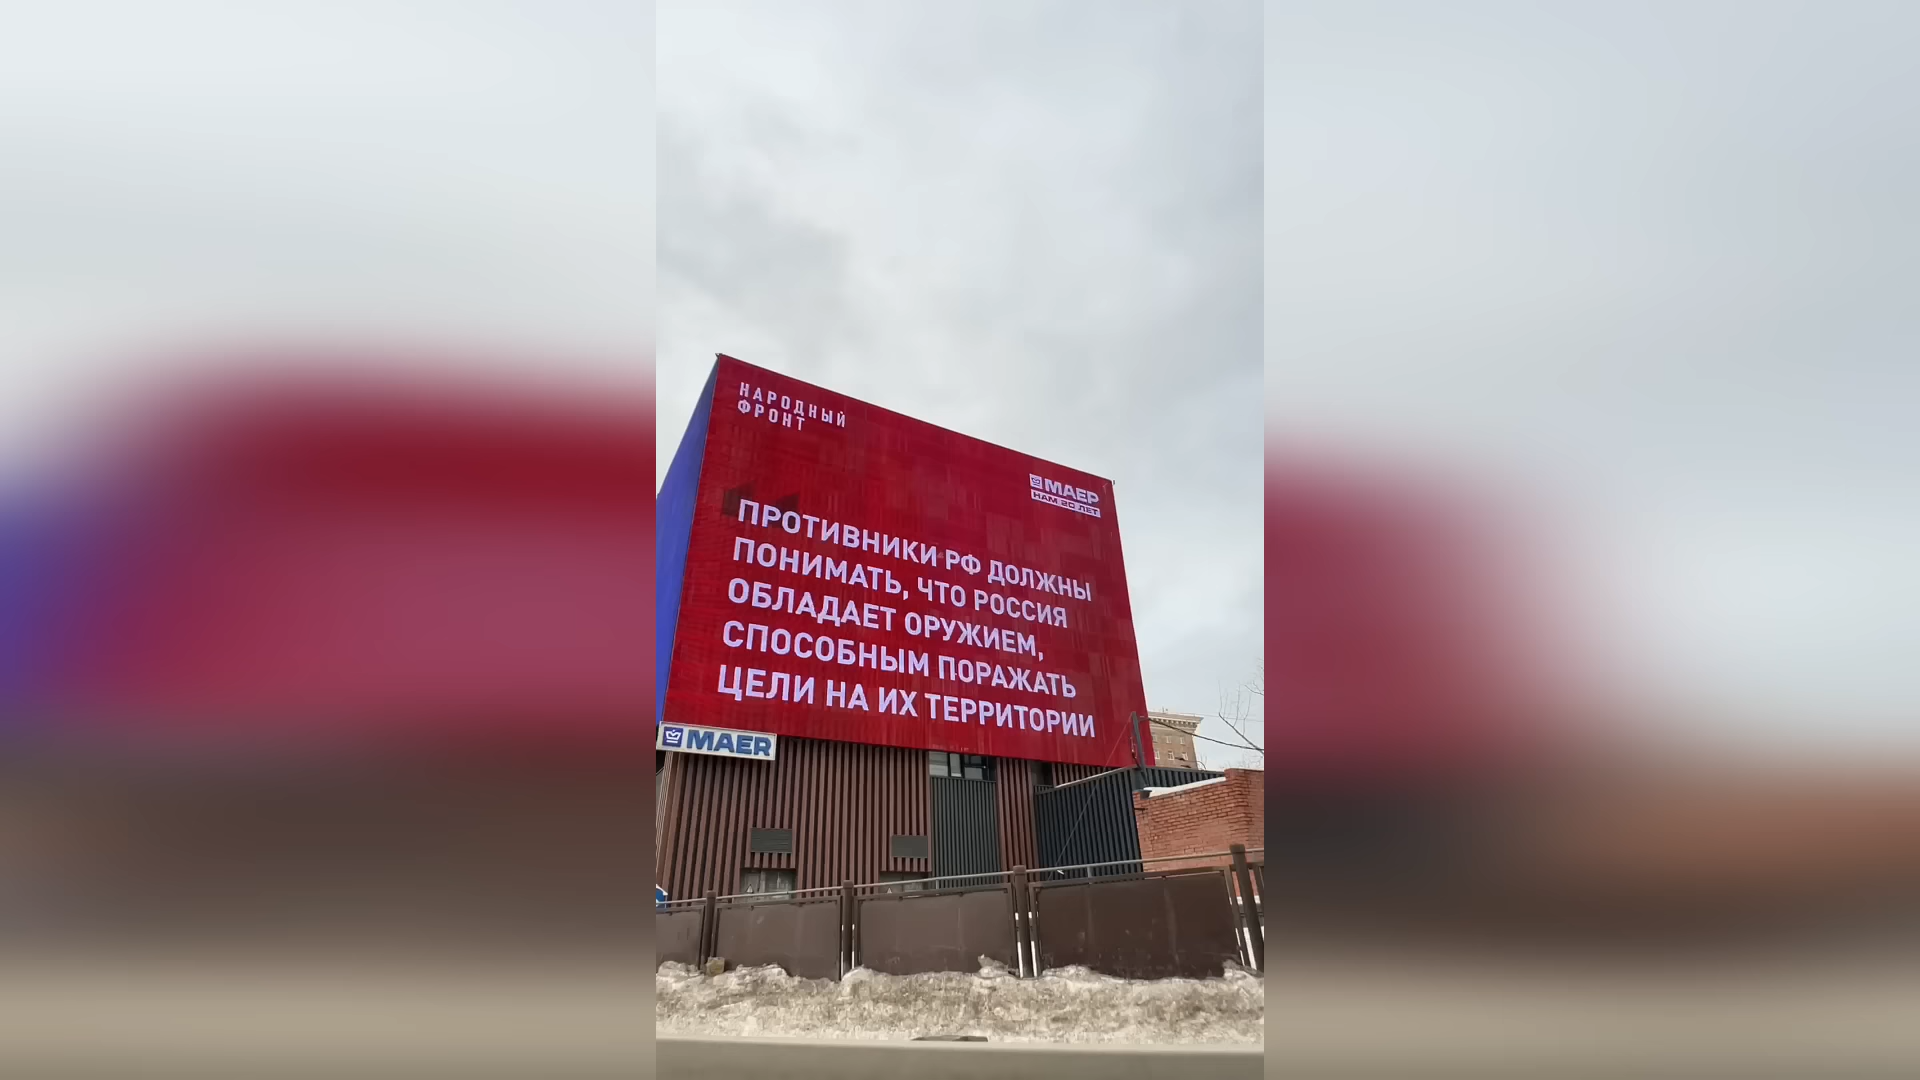 НАРОДНЫЙ
ФРОНТ
МАЕР
НАМ 20 ЛЕТ
ПРОТИВНИКИ РФ ДОЛЖНЫ
ПОНИМАТЬ, ЧТО РОССИЯ
ОБЛАДАЕТ ОРУЖИЕМ,
СПОСОБНЫМ ПОРАЖАТЬ
ЦЕЛИ НА ИХ ТЕРРИТОРИИ
MAER